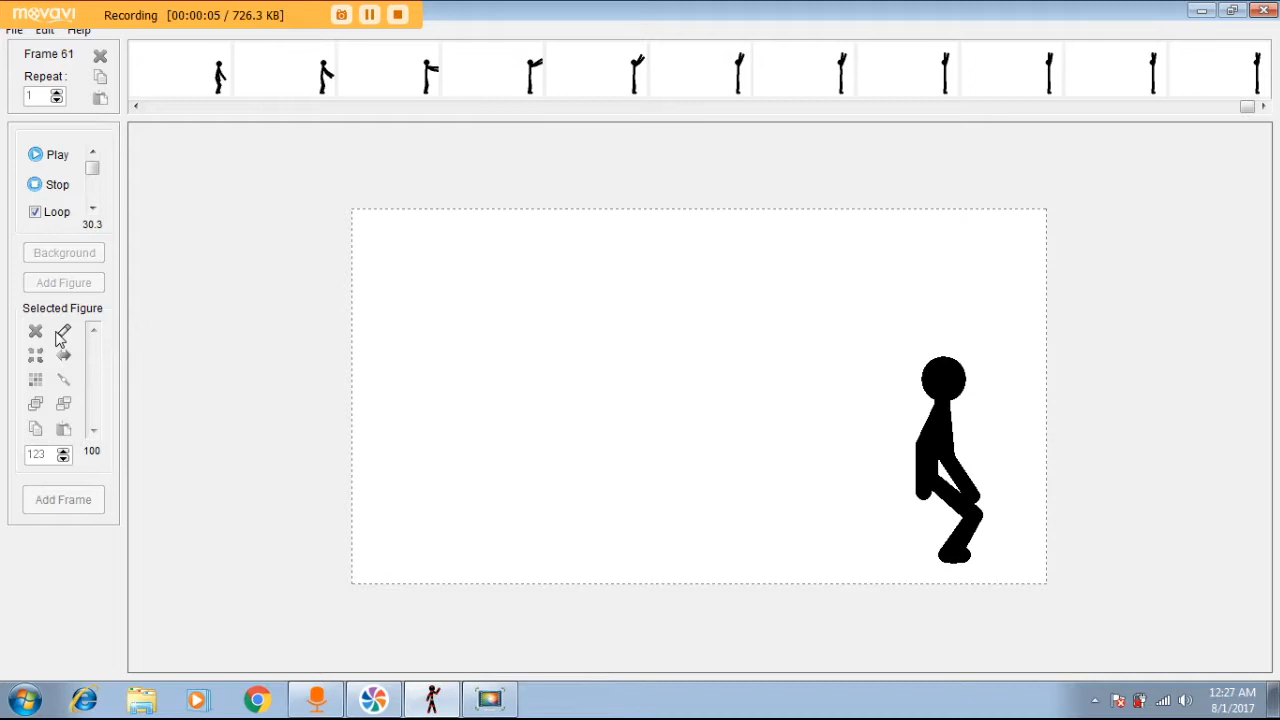 movavi Recording [00:00:05 / 726.3 KB]
File Edit Help
Frame 61
Repeat:
1
Play
Stop
Loop
30.3
Background
Add Figure
Selected Figure
123
100
Add Frame
12:27 AM
8/1/2017